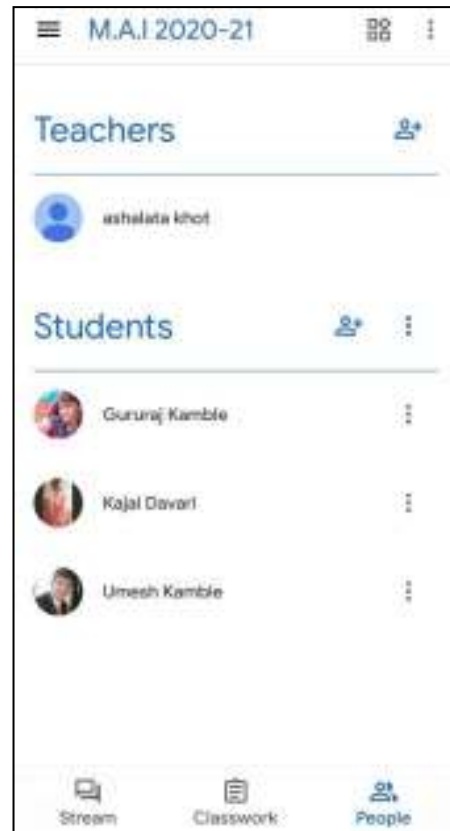 M.A.I 2020-21
Teachers
ashalata khot
Students
Gururaj Kamble
Kajal Davari
Umesh Kamble
Stream Classwork People